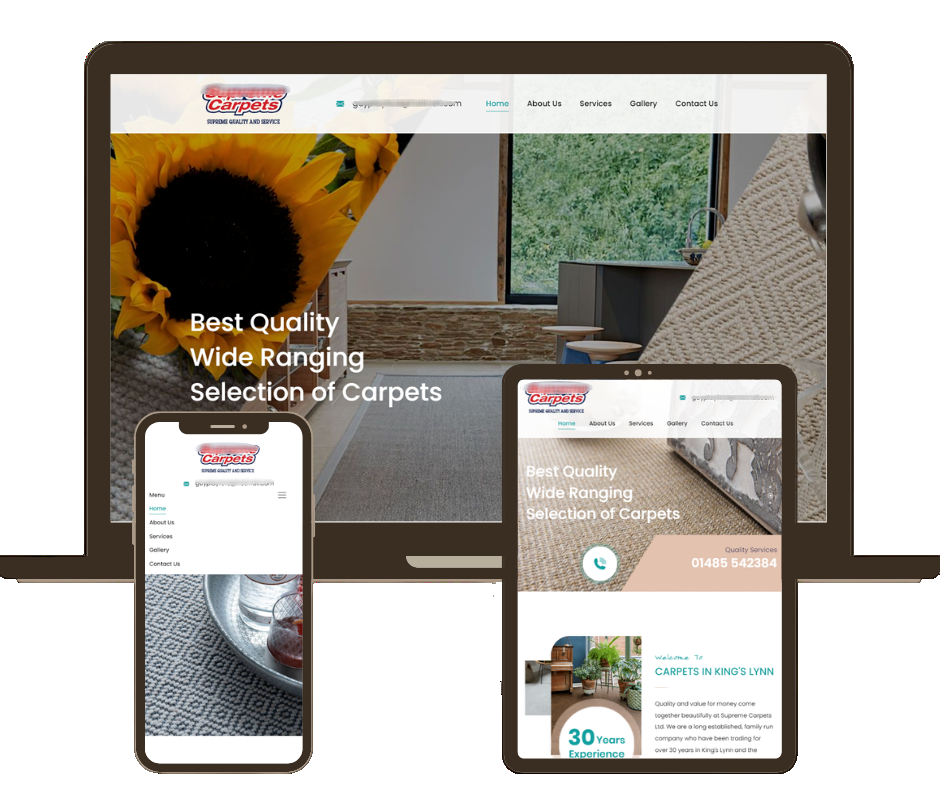 Supreme
Carpets
SUPREME QUALITY AND SERVICE
Home
About Us
Services
Gallery
Contact Us
Best Quality
Wide Ranging
Selection of Carpets
Carpets
SUPREME QUALITY AND SERVICE
Menu
Home
About Us
Services
Gallery
Contact Us
Supreme
Carpets
SUPREME QUALITY AND SERVICE
Home
About Us
Services
Gallery
Contact Us
Best Quality
Wide Ranging
Selection of Carpets
Quality Services
01485 542384
30 Years
Experience
Welcome To
CARPETS IN KING'S LYNN
Quality and value for money come
together beautifully at Supreme Carpets
Ltd. We are a long established, family run
company who have been trading for
over 30 years in King's Lynn and the